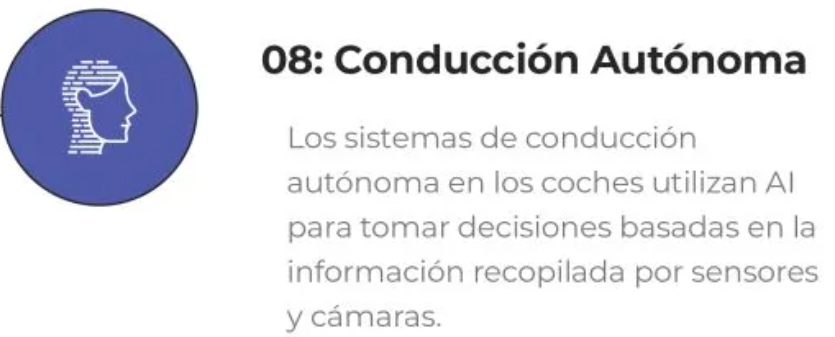 08: Conducción Autónoma
Los sistemas de conducción
autónoma en los coches utilizan AI
para tomar decisiones basadas en la
información recopilada por sensores
y cámaras.